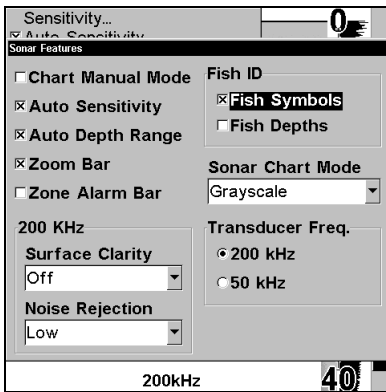 Sensitivity...
Auto Sensitivity
0
Sonar Features
Chart Manual Mode
Auto Sensitivity
Auto Depth Range
Zoom Bar
Zone Alarm Bar
Fish ID
Fish Symbols
Fish Depths
Sonar Chart Mode
Grayscale
200 KHz
Surface Clarity
Off
Noise Rejection
Low
Transducer Freq.
200 kHz
50 kHz
200kHz
40